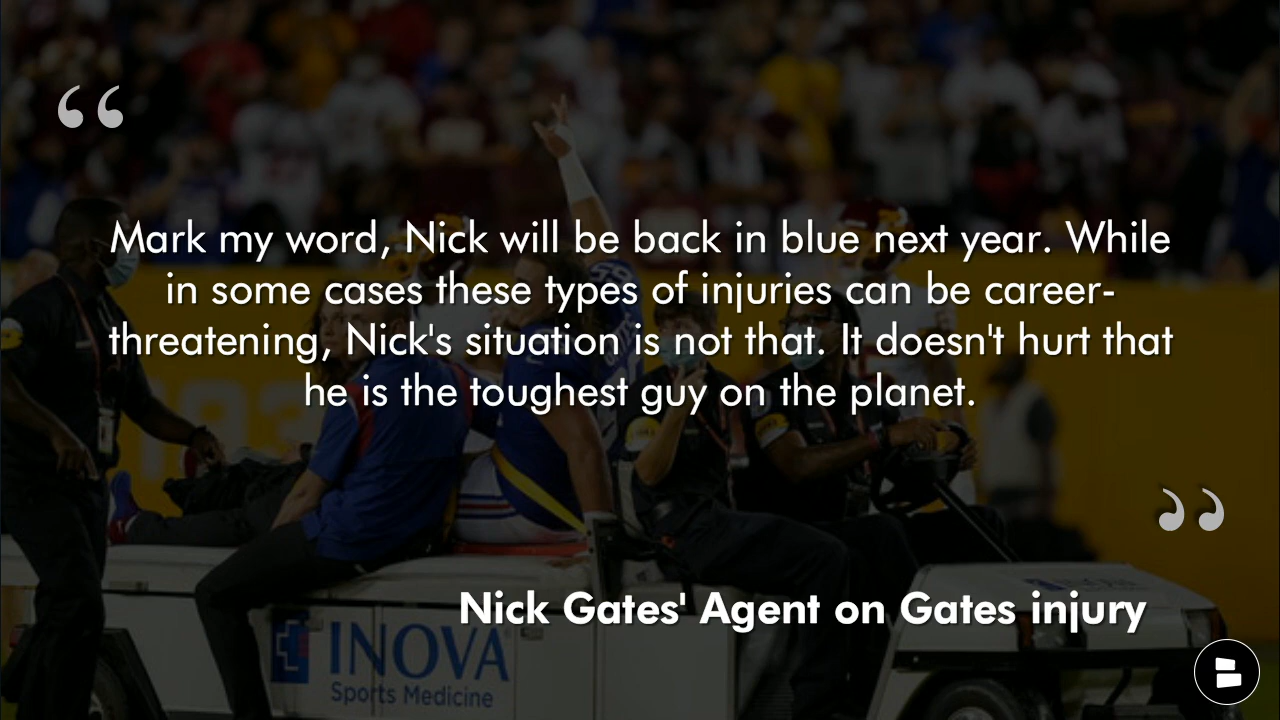 “
Mark my word, Nick will be back in blue next year. While
in some cases these types of injuries can be career-
threatening, Nick's situation is not that. It doesn't hurt that
he is the toughest guy on the planet.
”
Nick Gates' Agent on Gates injury
INOVA
Sports Medicine